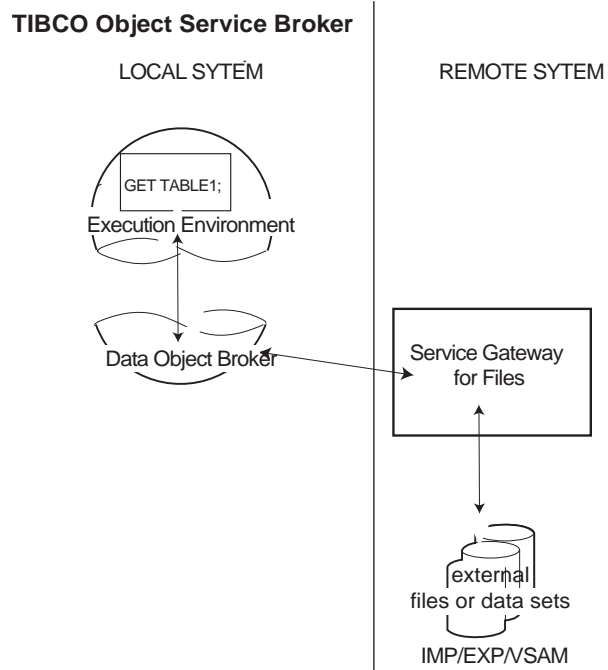 TIBCO Object Service Broker
LOCAL SYTEM
REMOTE SYTEM
GET TABLE1;
Execution Environment
Data Object Broker
Service Gateway
for Files
external
files or data sets
IMP/EXP/VSAM